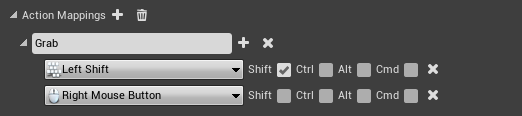 Action Mappings
Grab
Left Shift Shift Ctrl Alt Cmd
Right Mouse Button Shift Ctrl Alt Cmd